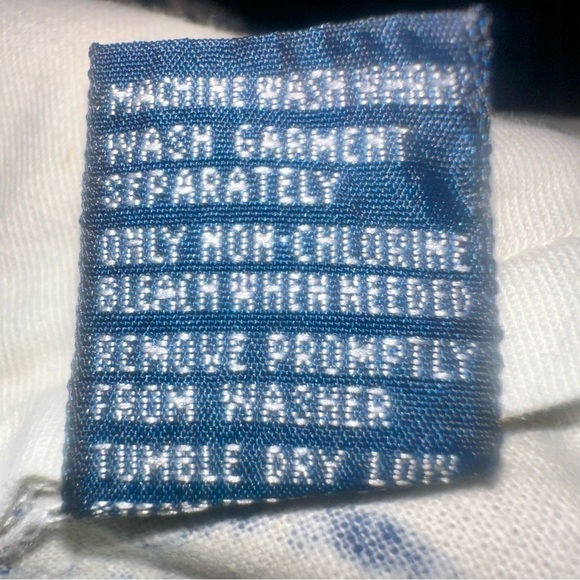 MACHINE WASH WARM
WASH GARMENT
SEPARATELY
ONLY NON-CHLORINE
BLEACH WHEN NEEDED
REMOVE PROMPTLY
FROM WASHER
TUMBLE DRY LOW